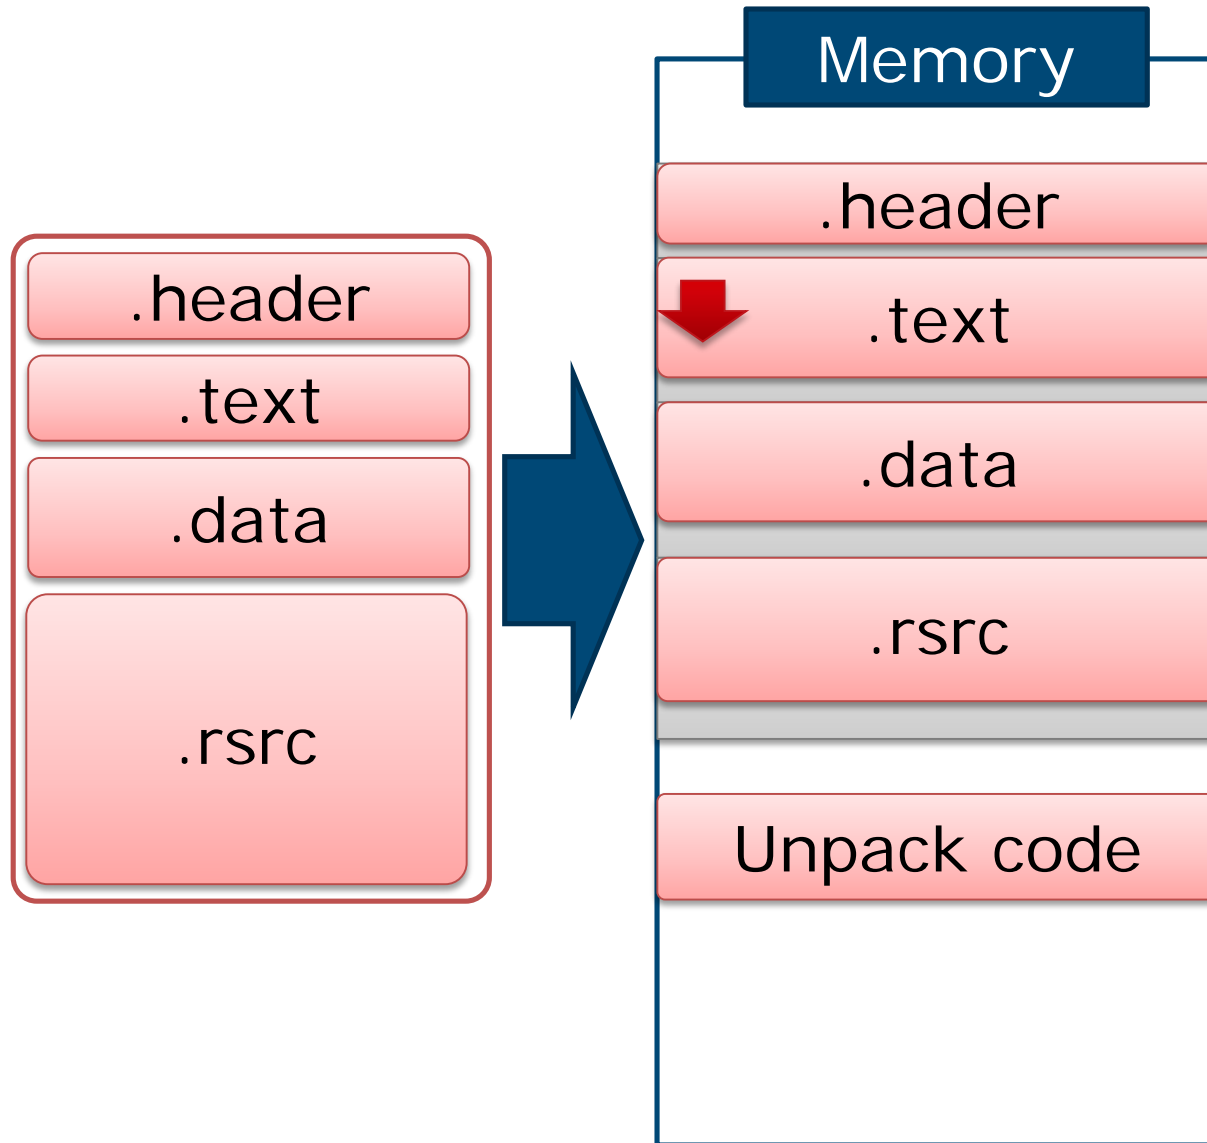 Memory
.header
.text
.data
.rsrc
.header
.text
.data
.rsrc
Unpack code